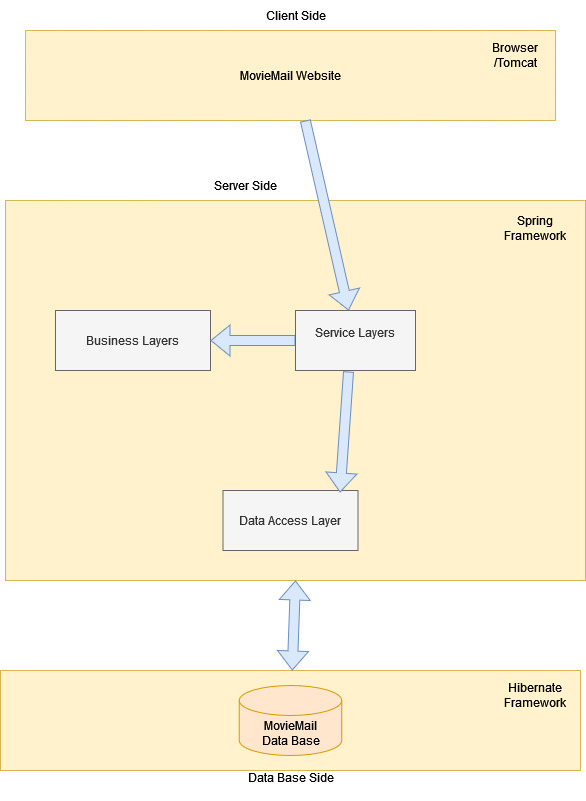 Client Side
Browser
/Tomcat
MovieMail Website
Server Side
Spring
Framework
Business Layers
Service Layers
Data Access Layer
Hibernate
Framework
MovieMail
Data Base
Data Base Side